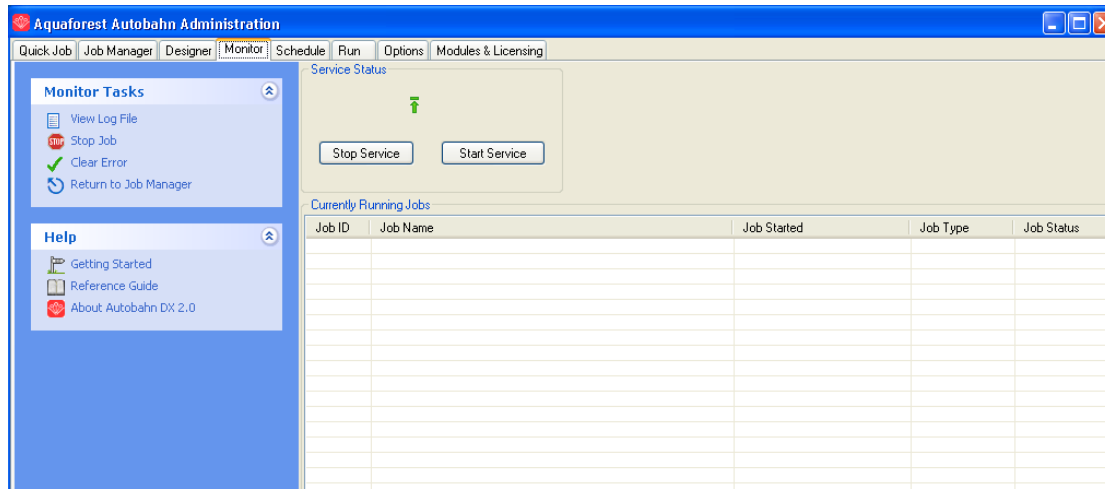 Aquaforest Autobahn Administration
Quick Job Job Manager Designer Monitor Schedule Run Options Modules & Licensing
Monitor Tasks
View Log File
STOP Stop Job
Clear Error
Return to Job Manager
Help
Getting Started
Reference Guide
About Autobahn DX 2.0
Service Status
Stop Service Start Service
Currently Running Jobs
Job ID Job Name Job Started Job Type Job Status